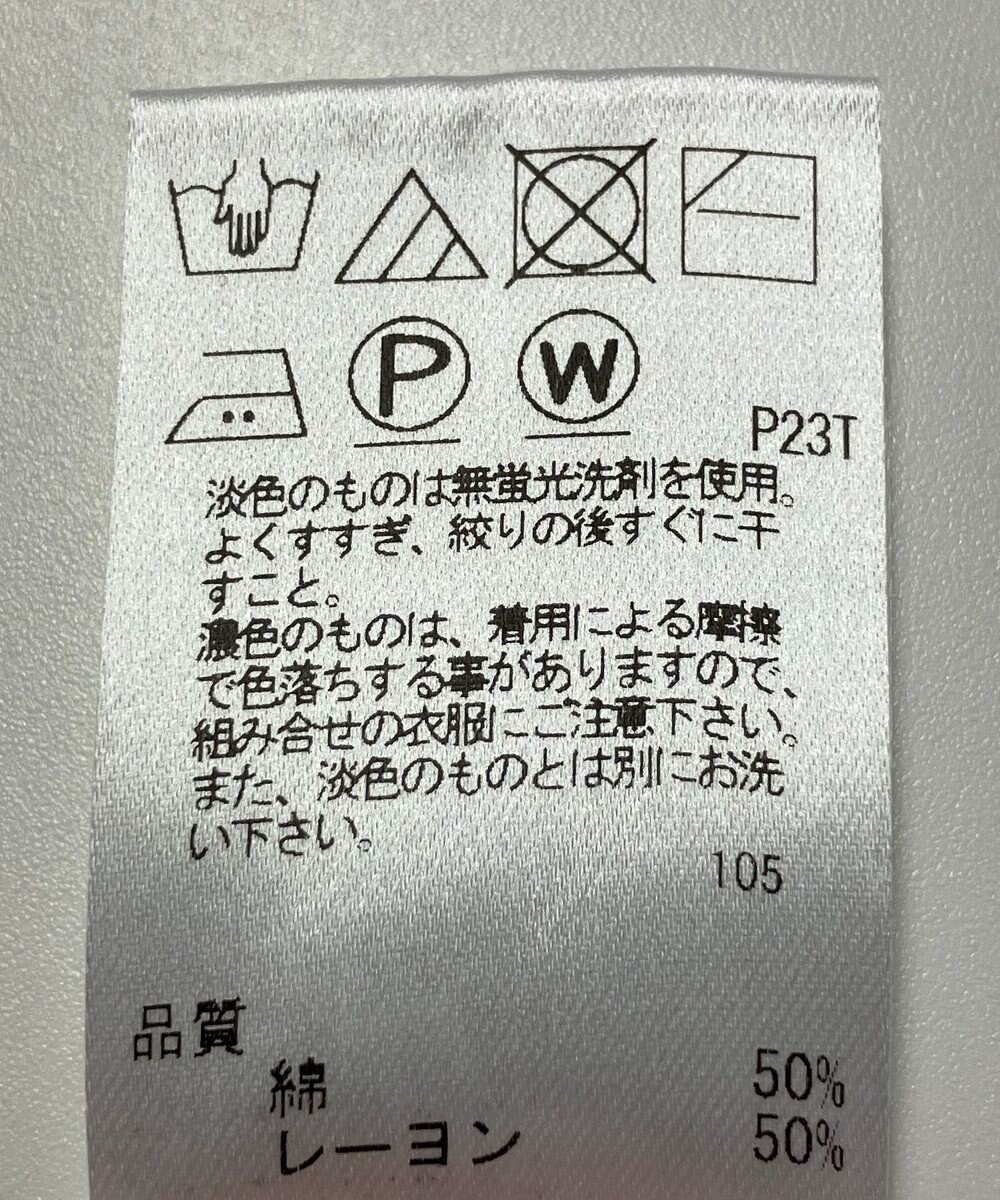 P
W
P23T
淡色のものは無蛍光洗剤を使用。
よくすすぎ、絞りの後すぐに干
すこと。
濃色のものは、着用による摩擦
で色落ちする事がありますので、
組み合せの衣服にご注意下さい。
また、淡色のものとは別にお洗
い下さい。
105
品質
綿 50%
レーヨン 50%